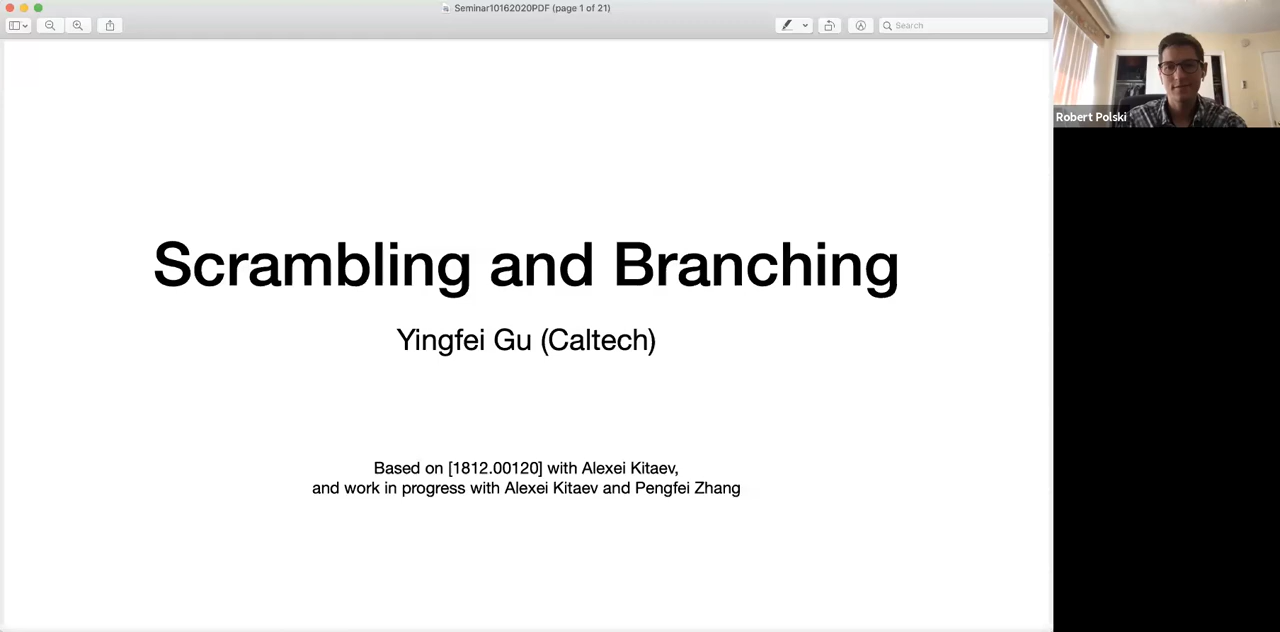 Seminar10162020PDF (page 1 of 21)
Search
Robert Polski
Scrambling and Branching
Yingfei Gu (Caltech)
Based on [1812.00120] with Alexei Kitaev,
and work in progress with Alexei Kitaev and Pengfei Zhang